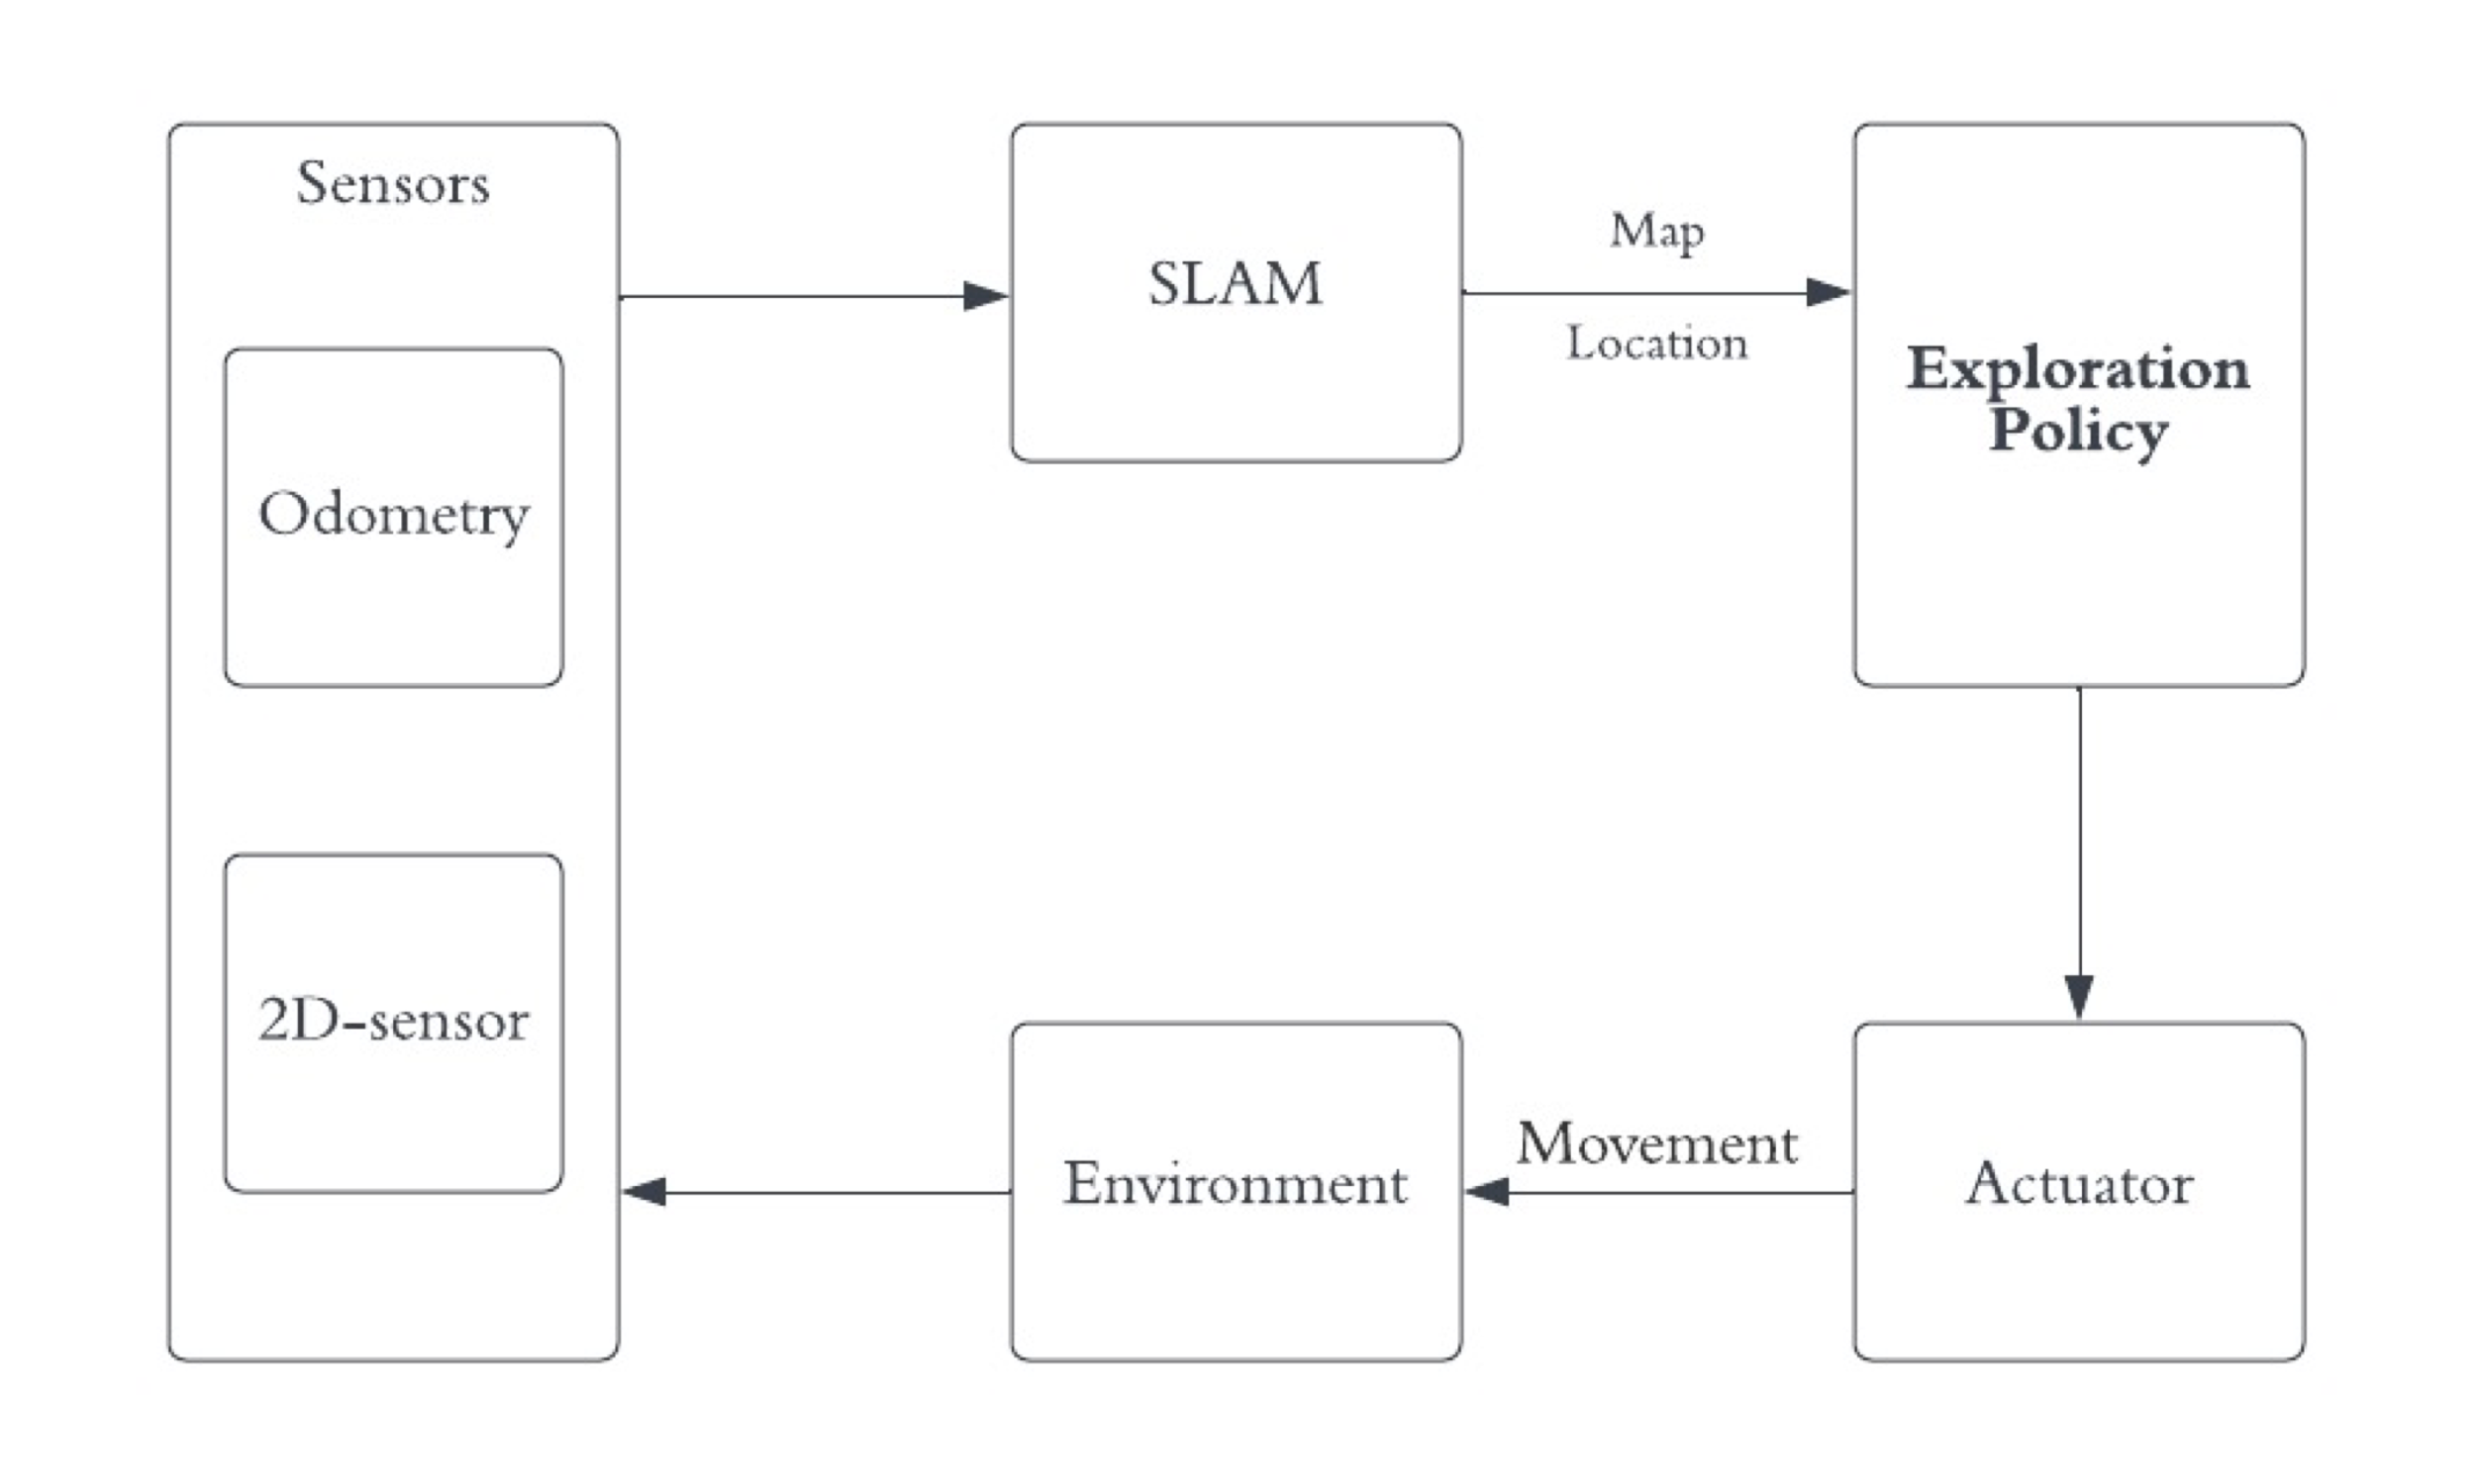 Sensors
Odometry
2D-sensor
SLAM
Map
Location
Exploration
Policy
Environment
Movement
Actuator